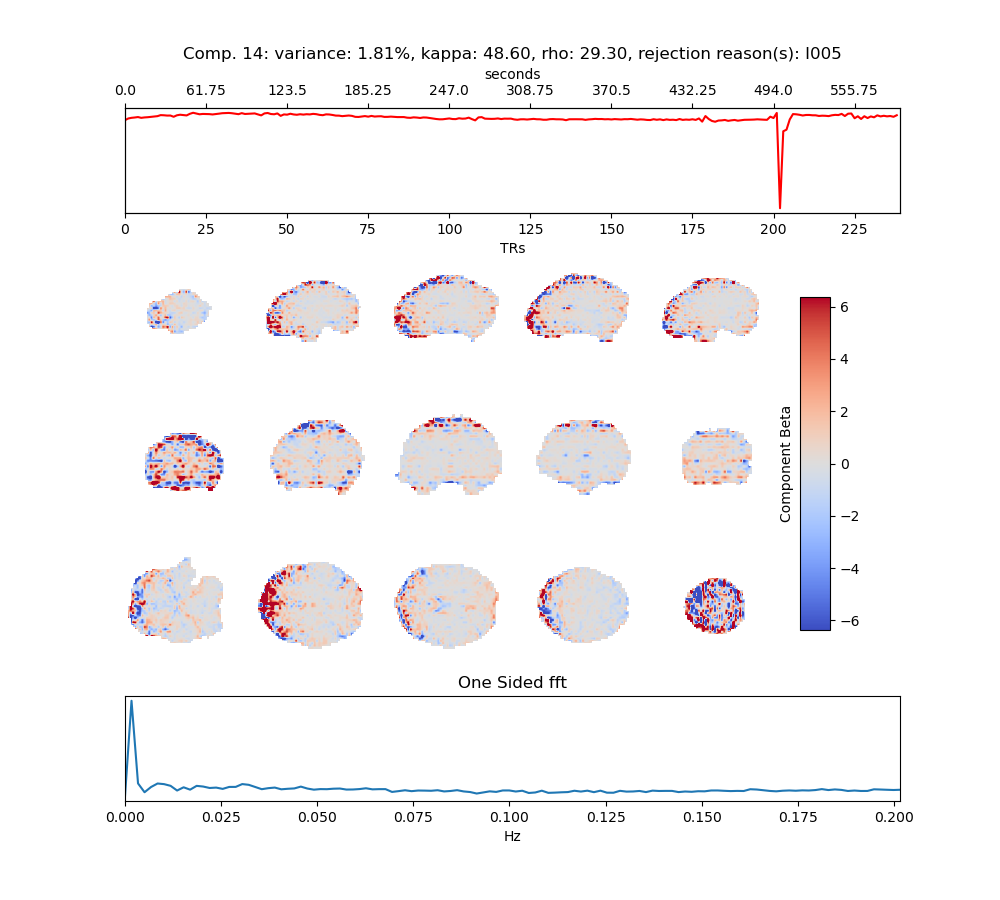 Comp. 14: variance: 1.81%, kappa: 48.60, rho: 29.30, rejection reason(s): I005
seconds
0.0 61.75 123.5 185.25 247.0 308.75 370.5 432.25 494.0 555.75
0 25 50 75 100 125 150 175 200 225
TRs
6
4
2
0
−2
−4
−6
Component Beta
One Sided fft
0.000 0.025 0.050 0.075 0.100 0.125 0.150 0.175 0.200
Hz